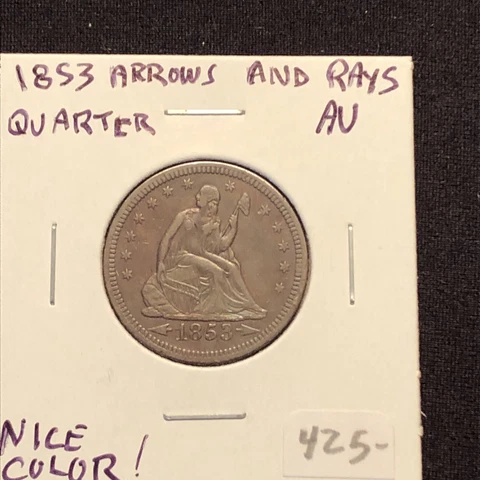 1853 ARROWS AND RAYS
QUARTER AU
1853
NICE
COLOR!
425-